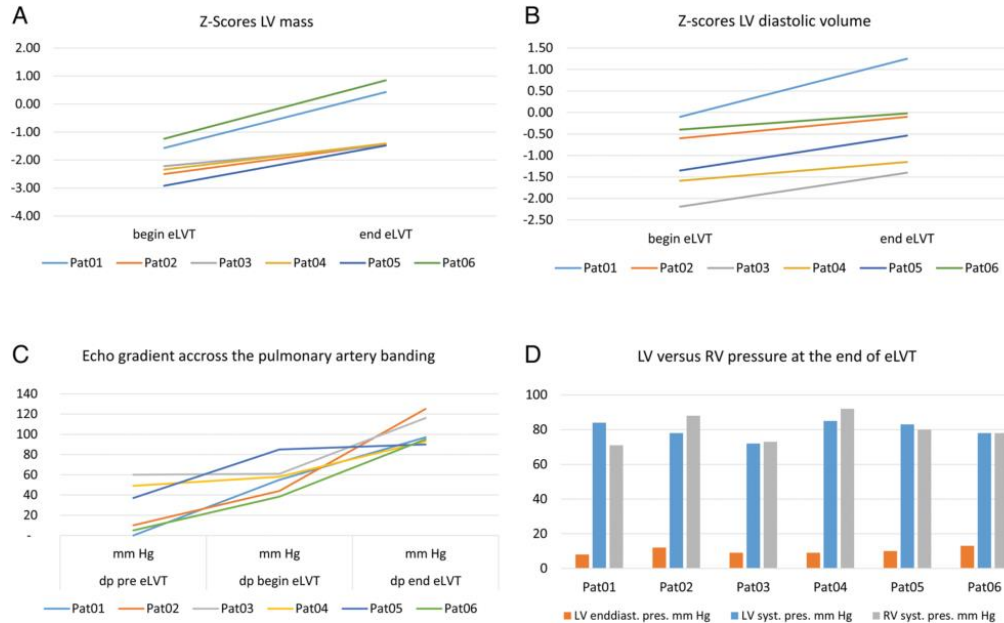 A
Z-Scores LV mass
2.00
1.00
0.00
-1.00
-2.00
-3.00
-4.00
begin eLVT end eLVT
Pat01 Pat02 Pat03 Pat04 Pat05 Pat06
B
Z-scores LV diastolic volume
1.50
1.00
0.50
0.00
-0.50
-1.00
-1.50
-2.00
-2.50
begin eLVT end eLVT
Pat01 Pat02 Pat03 Pat04 Pat05 Pat06
C
Echo gradient accross the pulmonary artery banding
140
120
100
80
60
40
20
-
mm Hg mm Hg mm Hg
dp pre eLVT dp begin eLVT dp end eLVT
Pat01 Pat02 Pat03 Pat04 Pat05 Pat06
D
LV versus RV pressure at the end of eLVT
100
80
60
40
20
0
Pat01 Pat02 Pat03 Pat04 Pat05 Pat06
LV enddiast. pres. mm Hg LV syst. pres. mm Hg RV syst. pres. mm Hg